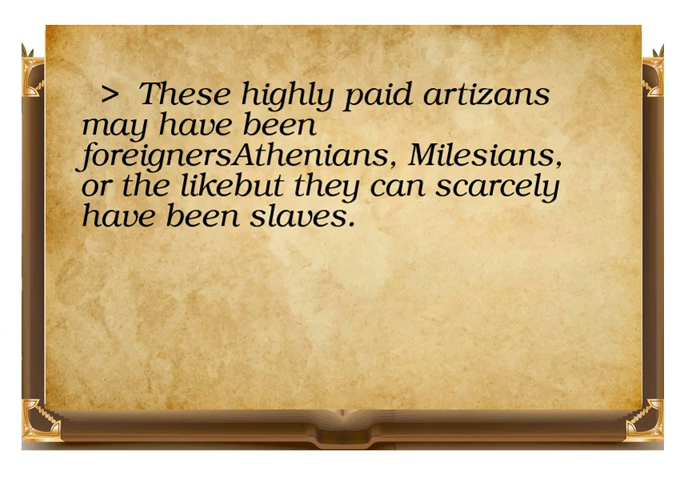 > These highly paid artizans
may have been
foreignersAthenians, Milesians,
or the likebut they can scarcely
have been slaves.